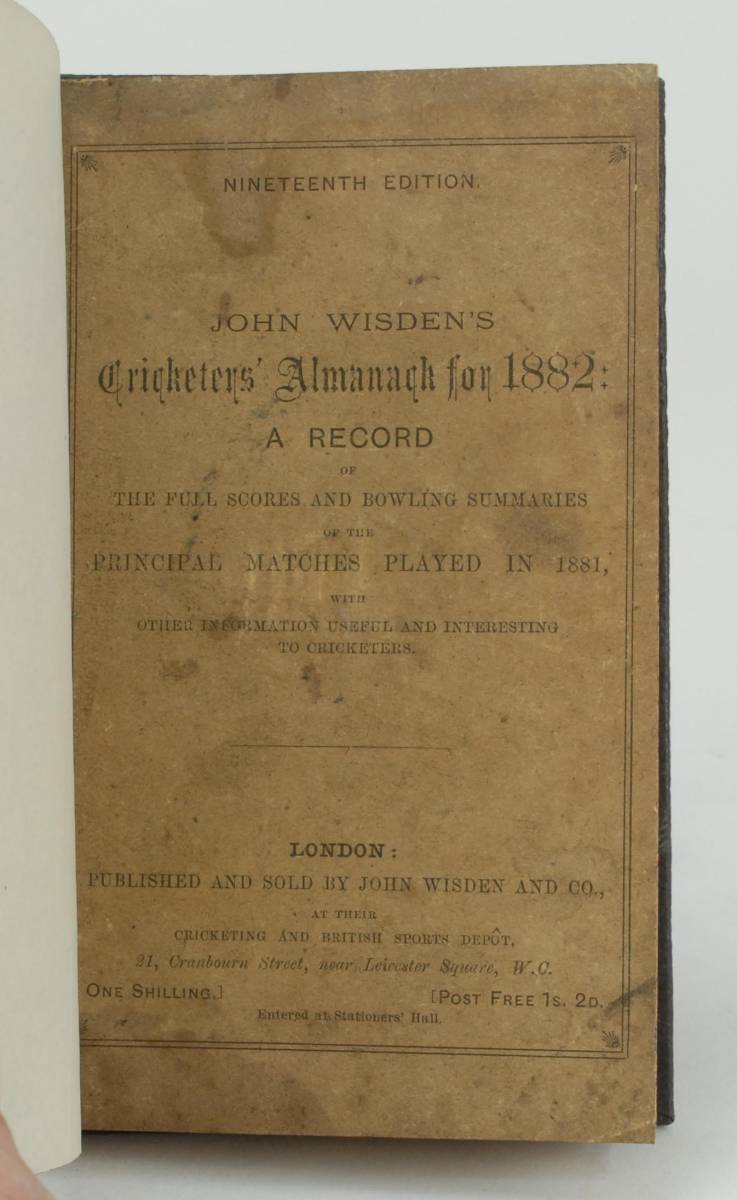 NINETEENTH EDITION.
JOHN WISDEN'S
Cricketers' Almanack for 1882:
A RECORD
OF
THE FULL SCORES AND BOWLING SUMMARIES
OF THE
PRINCIPAL MATCHES PLAYED IN 1881,
WITH
OTHER INFORMATION USEFUL AND INTERESTING
TO CRICKETERS.
LONDON:
PUBLISHED AND SOLD BY JOHN WISDEN AND CO.,
AT THEIR
CRICKETING AND BRITISH SPORTS DEPÔT,
21, Cranbourn Street, near Leicester Square, W.C.
ONE SHILLING.] [POST FREE 1S. 2D.
Entered at Stationers' Hall.